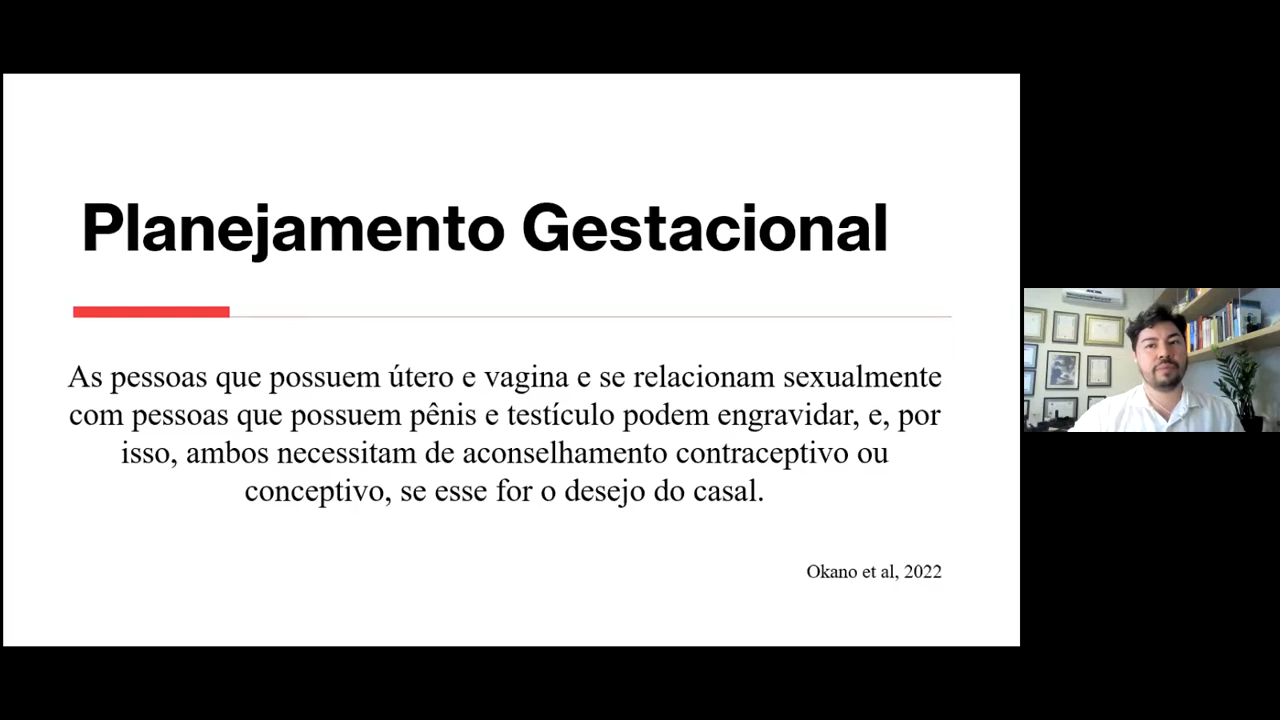 Planejamento Gestacional
As pessoas que possuem útero e vagina e se relacionam sexualmente
com pessoas que possuem pênis e testículo podem engravidar, e, por
isso, ambos necessitam de aconselhamento contraceptivo ou
conceptivo, se esse for o desejo do casal.
Okano et al, 2022